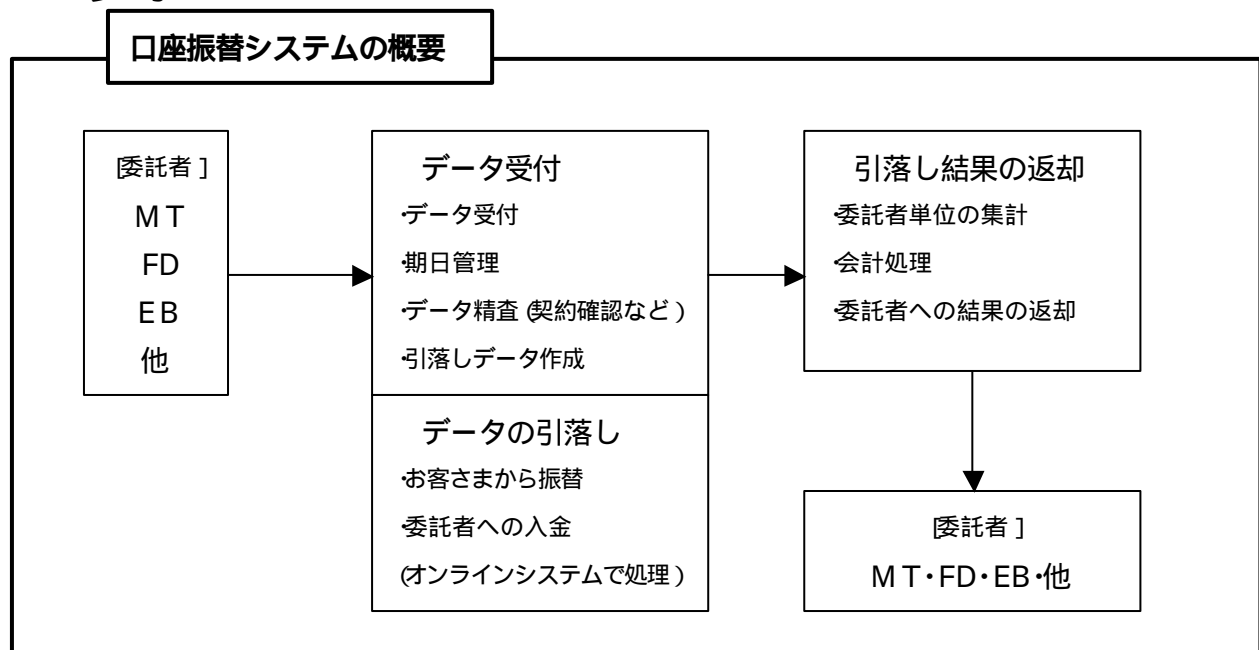 口座振替システムの概要
[委託者]
MT
FD
EB
他
データ受付
・データ受付
・期日管理
・データ精査(契約確認など)
・引落しデータ作成
データの引落し
・お客さまから振替
・委託者への入金
(オンラインシステムで処理)
引落し結果の返却
・委託者単位の集計
・会計処理
・委託者への結果の返却
[委託者]
MT・FD・EB・他